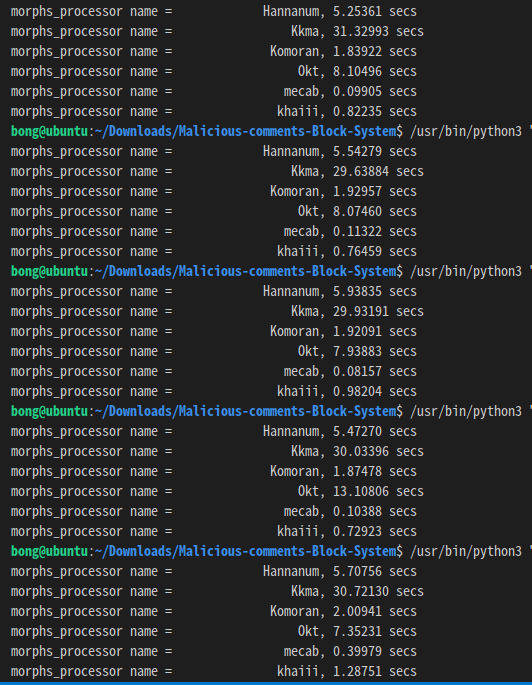 morphs_processor name =             Hannanum, 5.25361 secs
morphs_processor name =                 Kkma, 31.32993 secs
morphs_processor name =              Komoran, 1.83922 secs
morphs_processor name =                  Okt, 8.10496 secs
morphs_processor name =                mecab, 0.09905 secs
morphs_processor name =               khaiii, 0.82235 secs
bong@ubuntu:~/Downloads/Malicious-comments-Block-System$ /usr/bin/python3 "
morphs_processor name =             Hannanum, 5.54279 secs
morphs_processor name =                 Kkma, 29.63884 secs
morphs_processor name =              Komoran, 1.92957 secs
morphs_processor name =                  Okt, 8.07460 secs
morphs_processor name =                mecab, 0.11322 secs
morphs_processor name =               khaiii, 0.76459 secs
bong@ubuntu:~/Downloads/Malicious-comments-Block-System$ /usr/bin/python3 "
morphs_processor name =             Hannanum, 5.93835 secs
morphs_processor name =                 Kkma, 29.93191 secs
morphs_processor name =              Komoran, 1.92091 secs
morphs_processor name =                  Okt, 7.93883 secs
morphs_processor name =                mecab, 0.08157 secs
morphs_processor name =               khaiii, 0.98204 secs
bong@ubuntu:~/Downloads/Malicious-comments-Block-System$ /usr/bin/python3 "
morphs_processor name =             Hannanum, 5.47270 secs
morphs_processor name =                 Kkma, 30.03396 secs
morphs_processor name =              Komoran, 1.87478 secs
morphs_processor name =                  Okt, 13.10806 secs
morphs_processor name =                mecab, 0.10388 secs
morphs_processor name =               khaiii, 0.72923 secs
bong@ubuntu:~/Downloads/Malicious-comments-Block-System$ /usr/bin/python3 "
morphs_processor name =             Hannanum, 5.70756 secs
morphs_processor name =                 Kkma, 30.72130 secs
morphs_processor name =              Komoran, 2.00941 secs
morphs_processor name =                  Okt, 7.35231 secs
morphs_processor name =                mecab, 0.39979 secs
morphs_processor name =               khaiii, 1.28751 secs